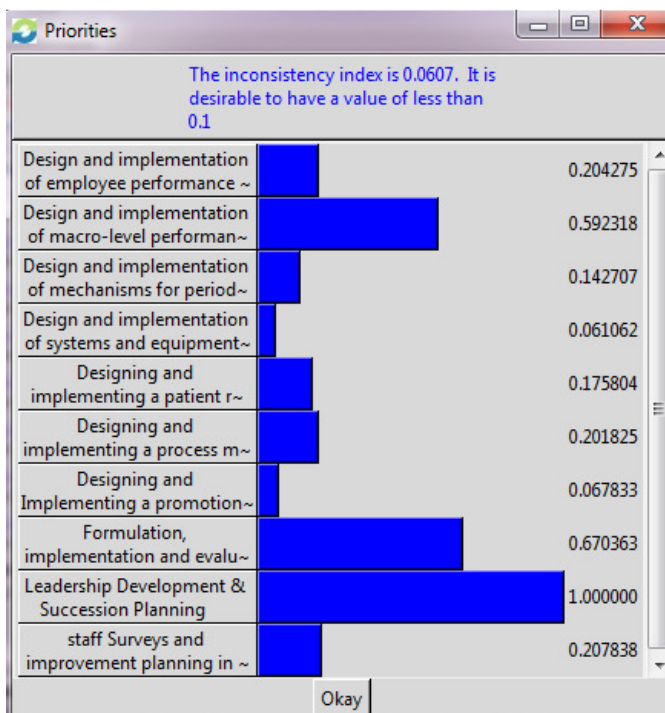 Priorities
The inconsistency index is 0.0607. It is
desirable to have a value of less than
0.1
Design and implementation
of employee performance ~
0.204275
Design and implementation
of macro-level performan~
0.592318
Design and implementation
of mechanisms for period~
0.142707
Design and implementation
of systems and equipment~
0.061062
Designing and
implementing a patient r~
0.175804
Designing and
implementing a process m~
0.201825
Designing and
Implementing a promotion~
0.067833
Formulation,
implementation and evalu~
0.670363
Leadership Development &
Succession Planning
1.000000
staff Surveys and
improvement planning in ~
0.207838
Okay